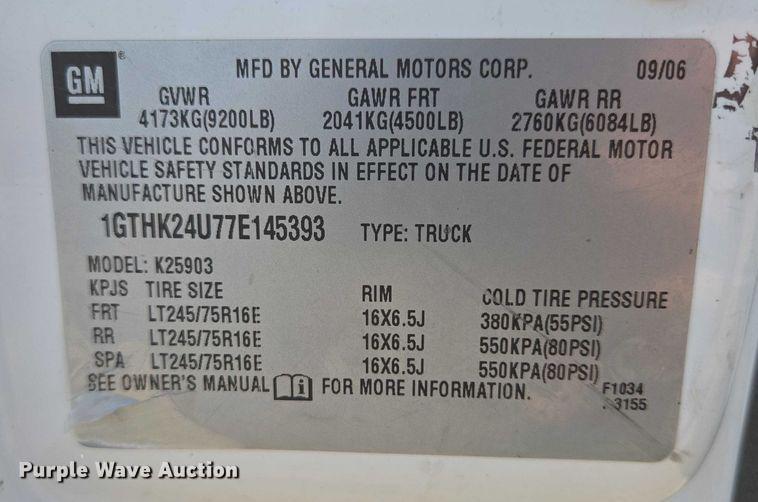 GM
MFD BY GENERAL MOTORS CORP. 09/06
GVWR GAWR FRT GAWR RR
4173KG(9200LB) 2041KG(4500LB) 2760KG(6084LB)
THIS VEHICLE CONFORMS TO ALL APPLICABLE U.S. FEDERAL MOTOR
VEHICLE SAFETY STANDARDS IN EFFECT ON THE DATE OF
MANUFACTURE SHOWN ABOVE.
1GTHK24U77E145393 TYPE: TRUCK
MODEL: K25903
KPJS TIRE SIZE RIM COLD TIRE PRESSURE
FRT LT245/75R16E 16X6.5J 380KPA(55PSI)
RR LT245/75R16E 16X6.5J 550KPA(80PSI)
SPA LT245/75R16E 16X6.5J 550KPA(80PSI)
SEE OWNER'S MANUAL i FOR MORE INFORMATION. F1034
3155
Purple Wave Auction